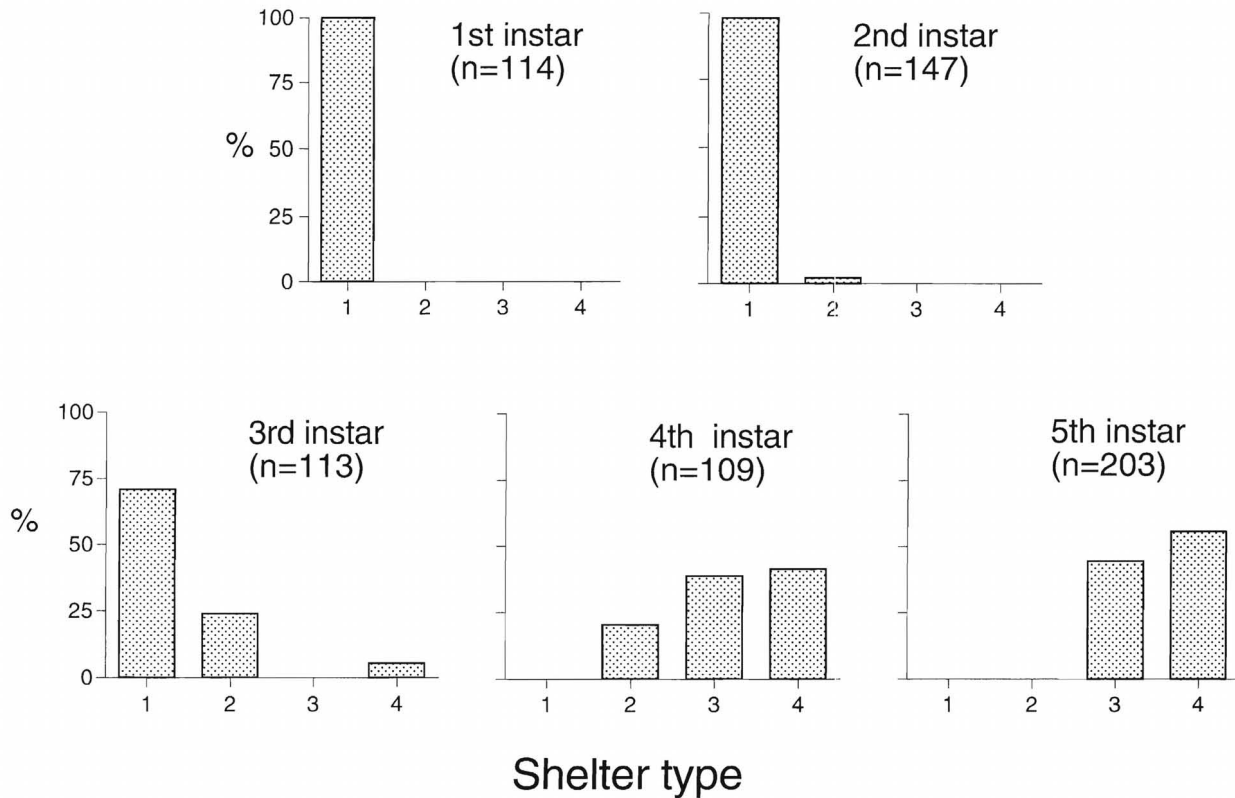 1st instar
(n=114)
100
75
% 50
25
0
1 2 3 4
2nd instar
(n=147)
1 2 3 4
3rd instar
(n=113)
100
75
%
50
25
0
1 2 3 4
4th instar
(n=109)
1 2 3 4
5th instar
(n=203)
1 2 3 4
Shelter type